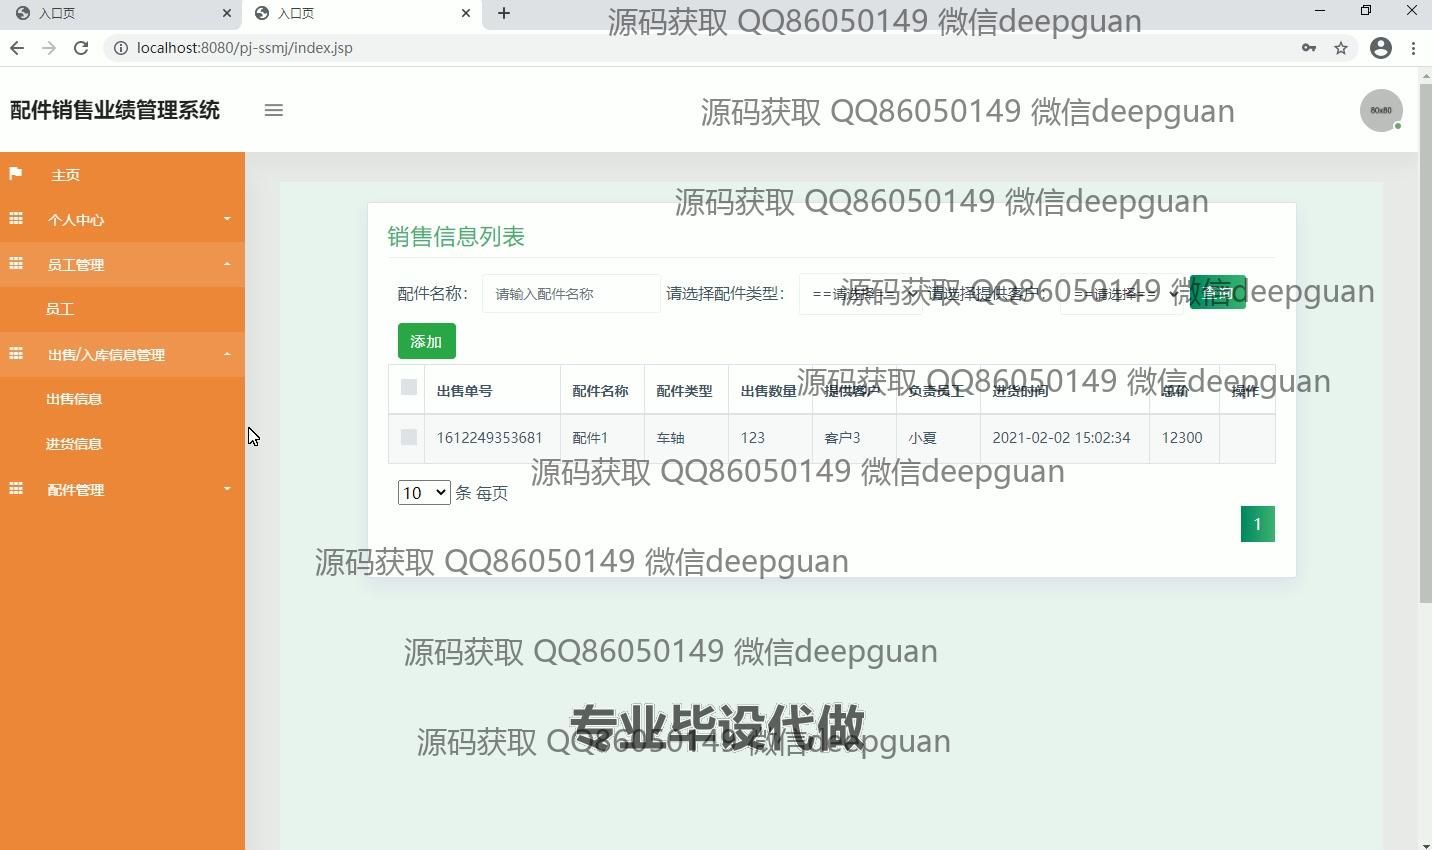 入口页
入口页
源码获取 QQ86050149 微信deepguan
localhost:8080/pj-ssmj/index.jsp
配件销售业绩管理系统
源码获取 QQ86050149 微信deepguan
80x80
主页
个人中心
员工管理
员工
出售/入库信息管理
出售信息
进货信息
配件管理
源码获取 QQ86050149 微信deepguan
销售信息列表
配件名称： 请输入配件名称 请选择配件类型： ==请选择== 请选择提供客户： ==请选择== 查询
源码获取 QQ86050149 微信deepguan
添加
源码获取 QQ86050149 微信deepguan
出售单号 配件名称 配件类型 出售数量 提供客户 负责员工 进货时间 总价 操作
1612249353681 配件1 车轴 123 客户3 小夏 2021-02-02 15:02:34 12300
源码获取 QQ86050149 微信deepguan
10 条 每页
1
源码获取 QQ86050149 微信deepguan
源码获取 QQ86050149 微信deepguan
专业毕设代做
源码获取 QQ86050149 微信deepguan